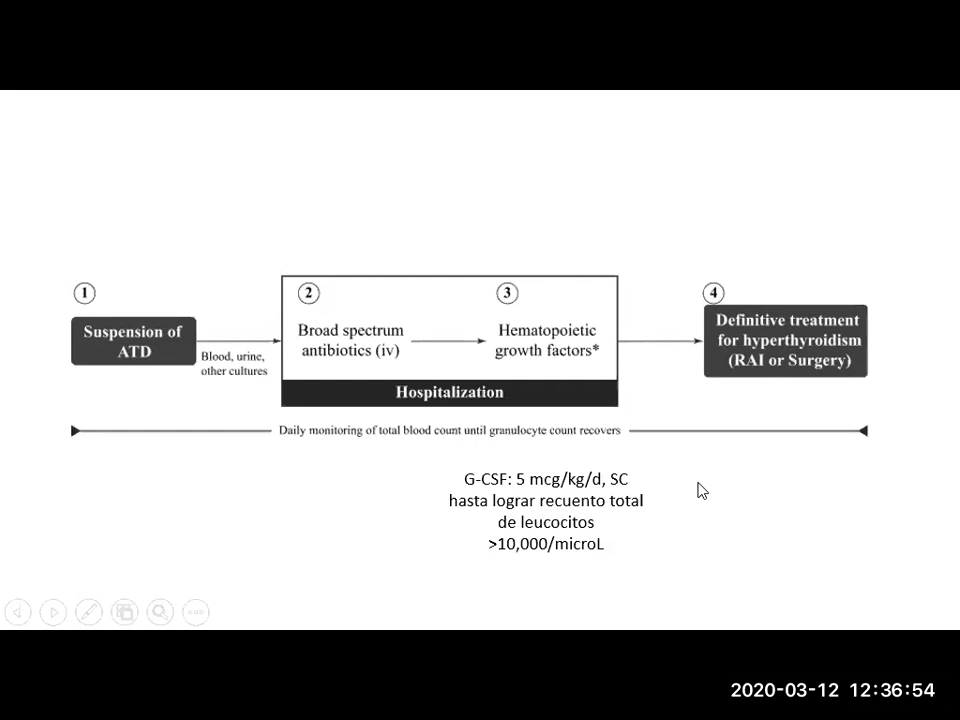 1
Suspension of
ATD
Blood, urine,
other cultures
2
Broad spectrum
antibiotics (iv)
3
Hematopoietic
growth factors*
Hospitalization
4
Definitive treatment
for hyperthyroidism
(RAI or Surgery)
Daily monitoring of total blood count until granulocyte count recovers
G-CSF: 5 mcg/kg/d, SC
hasta lograr recuento total
de leucocitos
>10,000/microL
2020-03-12 12:36:54